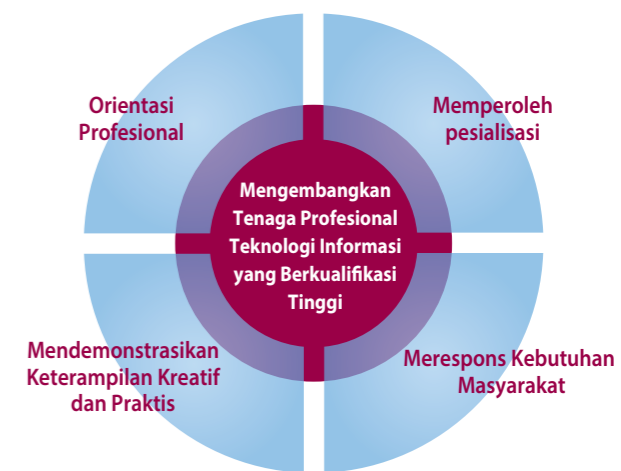 Orientasi
Profesional
Memperoleh
pesialisasi
Mengembangkan
Tenaga Profesional
Teknologi Informasi
yang Berkualifikasi
Tinggi
Mendemonstrasikan
Keterampilan Kreatif
dan Praktis
Merespons Kebutuhan
Masyarakat